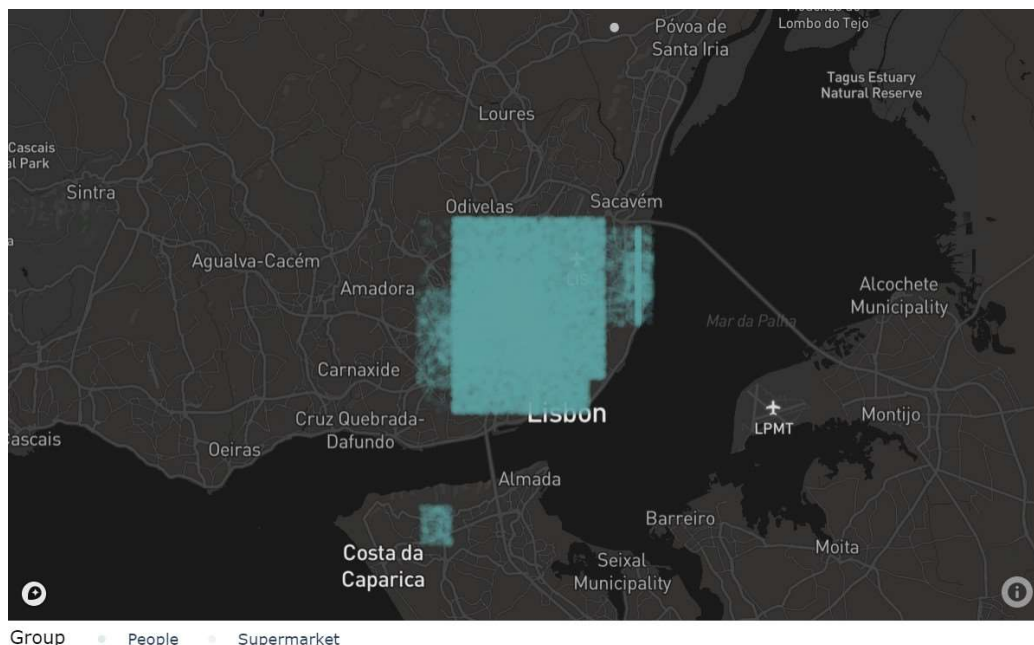 Póvoa de
Santa Iria
Lombo do Tejo
Tagus Estuary
Natural Reserve
Loures
Cascais
al Park
Sintra
Odivelas
Sacavém
Agualva-Cacém
Amadora
Alcochete
Municipality
Mar da Palha
Carnaxide
Cruz Quebrada-
Dafundo
Lisbon
LPMT
Montijo
Cascais
Oeiras
Almada
Barreiro
Costa da
Caparica
Seixal
Municipality
Moita
Group People Supermarket